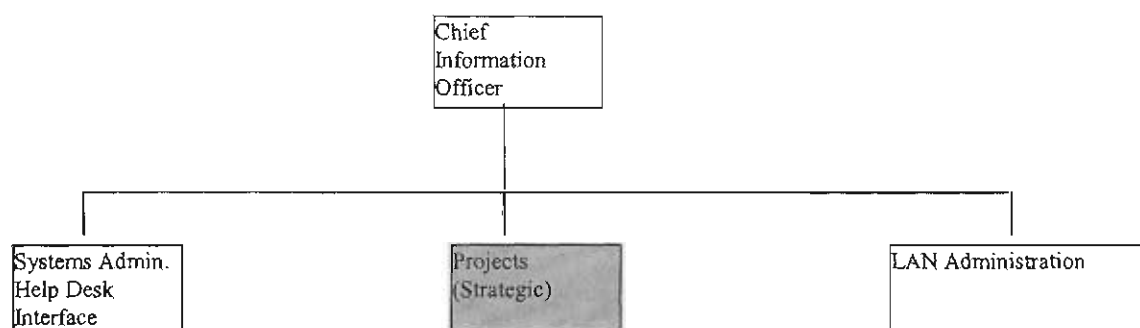 Chief
Information
Officer
Systems Admin.
Help Desk
Interface
Projects
(Strategic)
LAN Administration